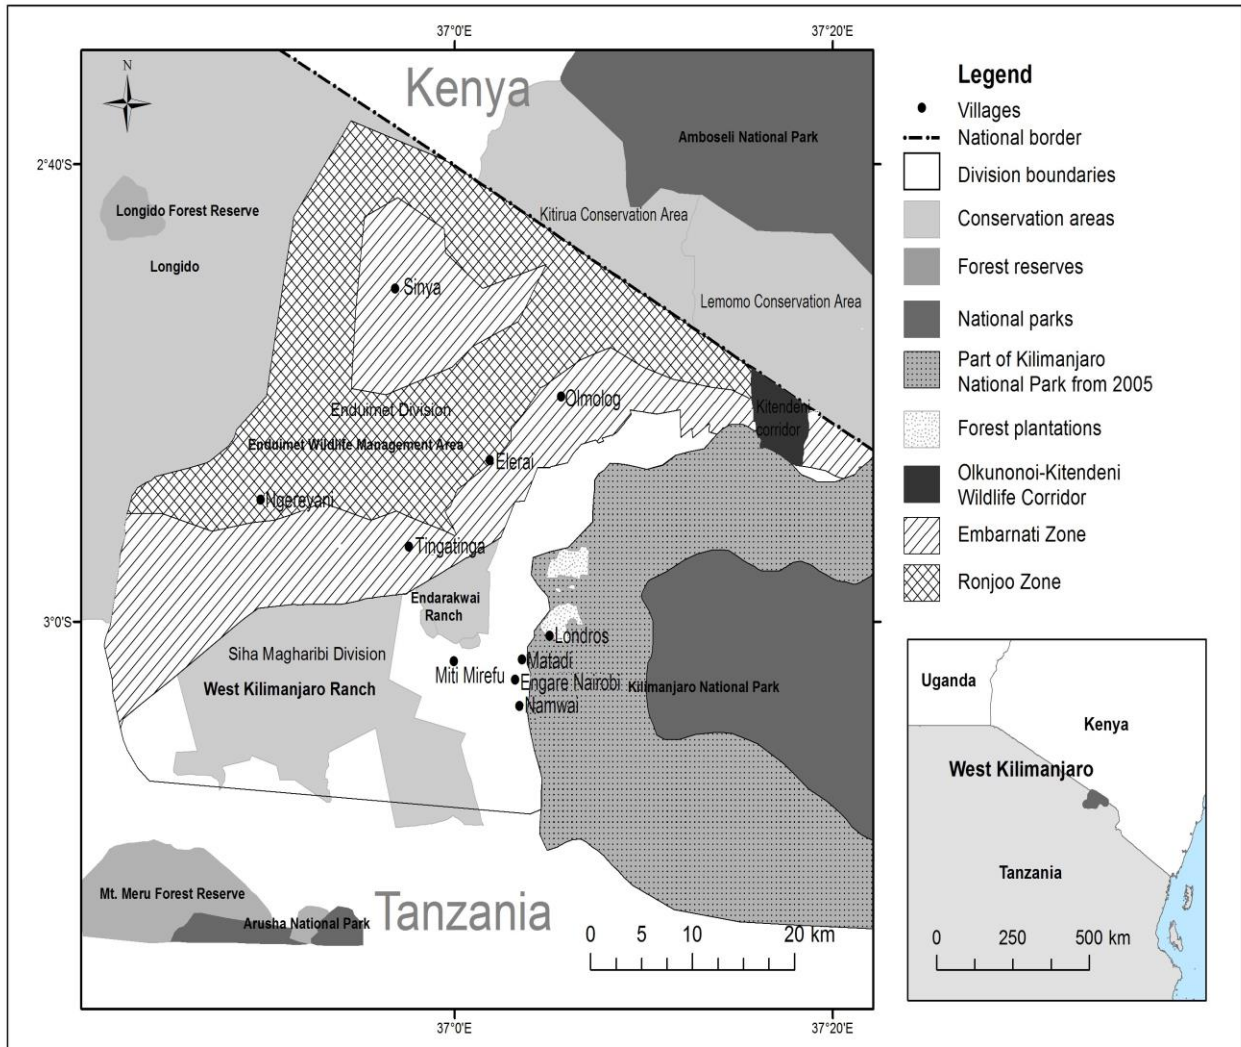 37°0'E
37°20'E
N
Kenya
Amboseli National Park
2°40'S
Longido Forest Reserve
Kitirua Conservation Area
Longido
Sinya
Lemomo Conservation Area
Olmolog
Enduimet Division
Kitendeni
corridor
Enduimet Wildlife Management Area
Elerai
Ngereyani
Tingatinga
Endarakwai
Ranch
3°0'S
Londros
Siha Magharibi Division
Matadi
Miti Mirefu
Engare Nairobi
West Kilimanjaro Ranch
Kilimanjaro National Park
Namwai
Mt. Meru Forest Reserve
Arusha National Park
Tanzania
0 5 10 20 km
37°0'E
37°20'E
Legend
Villages
National border
Division boundaries
Conservation areas
Forest reserves
National parks
Part of Kilimanjaro
National Park from 2005
Forest plantations
Olkunonoi-Kitendeni
Wildlife Corridor
Embarnati Zone
Ronjoo Zone
Uganda
Kenya
West Kilimanjaro
Tanzania
0 250 500 km